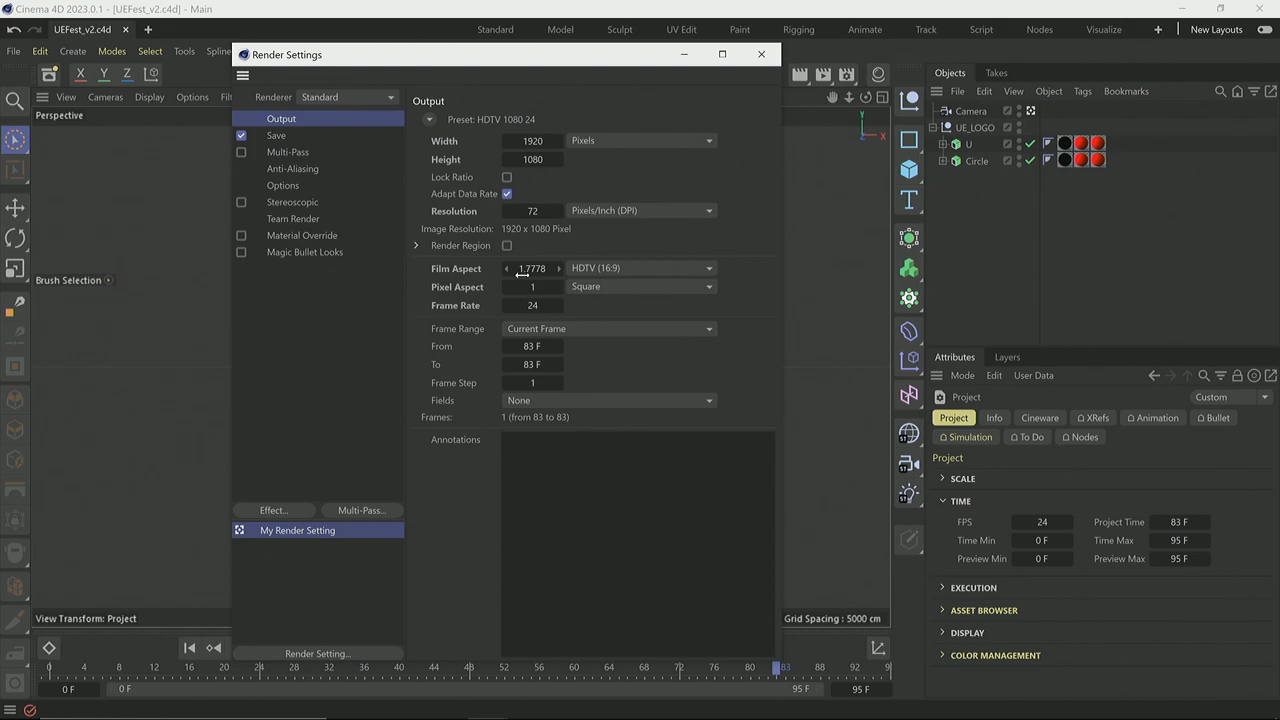 Cinema 4D 2023.0.1 - [UEFest_v2.c4d] - Main
UEFest_v2.c4d
Standard Model Sculpt UV Edit Paint Rigging Script Nodes Visualize New Layouts
File Edit Create Modes Select Tools Spline
Render Settings
Objects Takes
File Edit View Object Tags Bookmarks
View Cameras Display Options
Perspective
Renderer Standard
Output
Save
Multi-Pass
Anti-Aliasing
Options
Stereoscopic
Team Render
Material Override
Magic Bullet Looks
Effect... Multi-Pass...
My Render Setting
Render Setting...
Output
Preset: HDTV 1080 24
Width 1920 Pixels
Height 1080
Lock Ratio
Adapt Data Rate
Resolution 72 Pixels/Inch (DPI)
Image Resolution: 1920 x 1080 Pixel
Render Region
Film Aspect 1.7778 HDTV (16:9)
Pixel Aspect 1 Square
Frame Rate 24
Frame Range Current Frame
From 83 F
To 83 F
Frame Step 1
Fields None
Frames: 1 (from 83 to 83)
Annotations
Brush Selection
Y
X
Camera
UE_LOGO
U
Circle
Attributes Layers
Mode Edit User Data
Project Custom
Project Info Cineware XRefs Animation Bullet
Simulation To Do Nodes
Project
SCALE
TIME
FPS 24 Project Time 83 F
Time Min 0 F Time Max 95 F
Preview Min 0 F Preview Max 95 F
EXECUTION
ASSET BROWSER
DISPLAY
COLOR MANAGEMENT
View Transform: Project
Grid Spacing : 5000 cm
0 4 8 12 16 20 24 28 32 36 40 44 48 52 56 60 64 68 72 76 80 83 88 92
0 F 0 F 95 F 95 F